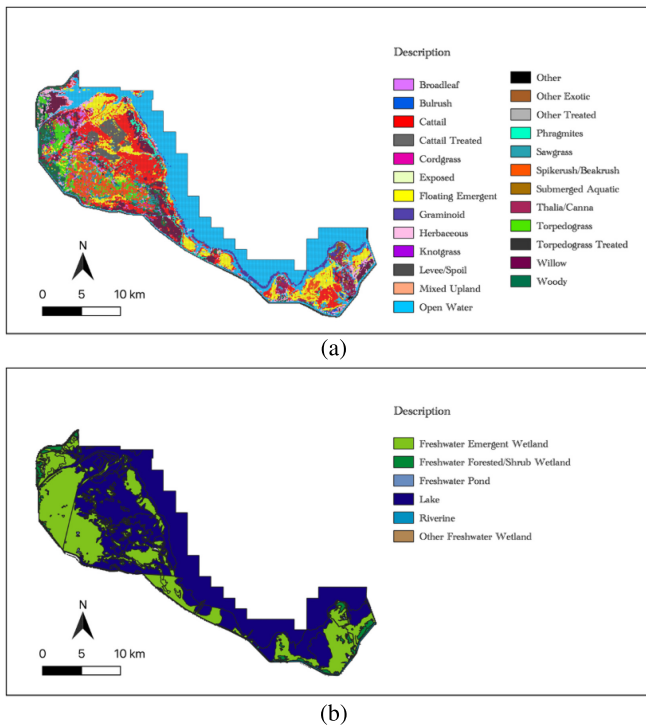 Description
Broadleaf
Bulrush
Cattail
Cattail Treated
Cordgrass
Exposed
Floating Emergent
Graminoid
Herbaceous
Knotgrass
Levee/Spoil
Mixed Upland
Open Water
Other
Other Exotic
Other Treated
Phragmites
Sawgrass
Spikerush/Beakrush
Submerged Aquatic
Thalia/Canna
Torpedograss
Torpedograss Treated
Willow
Woody
N
0 5 10 km
(a)
Description
Freshwater Emergent Wetland
Freshwater Forested/Shrub Wetland
Freshwater Pond
Lake
Riverine
Other Freshwater Wetland
N
0 5 10 km
(b)